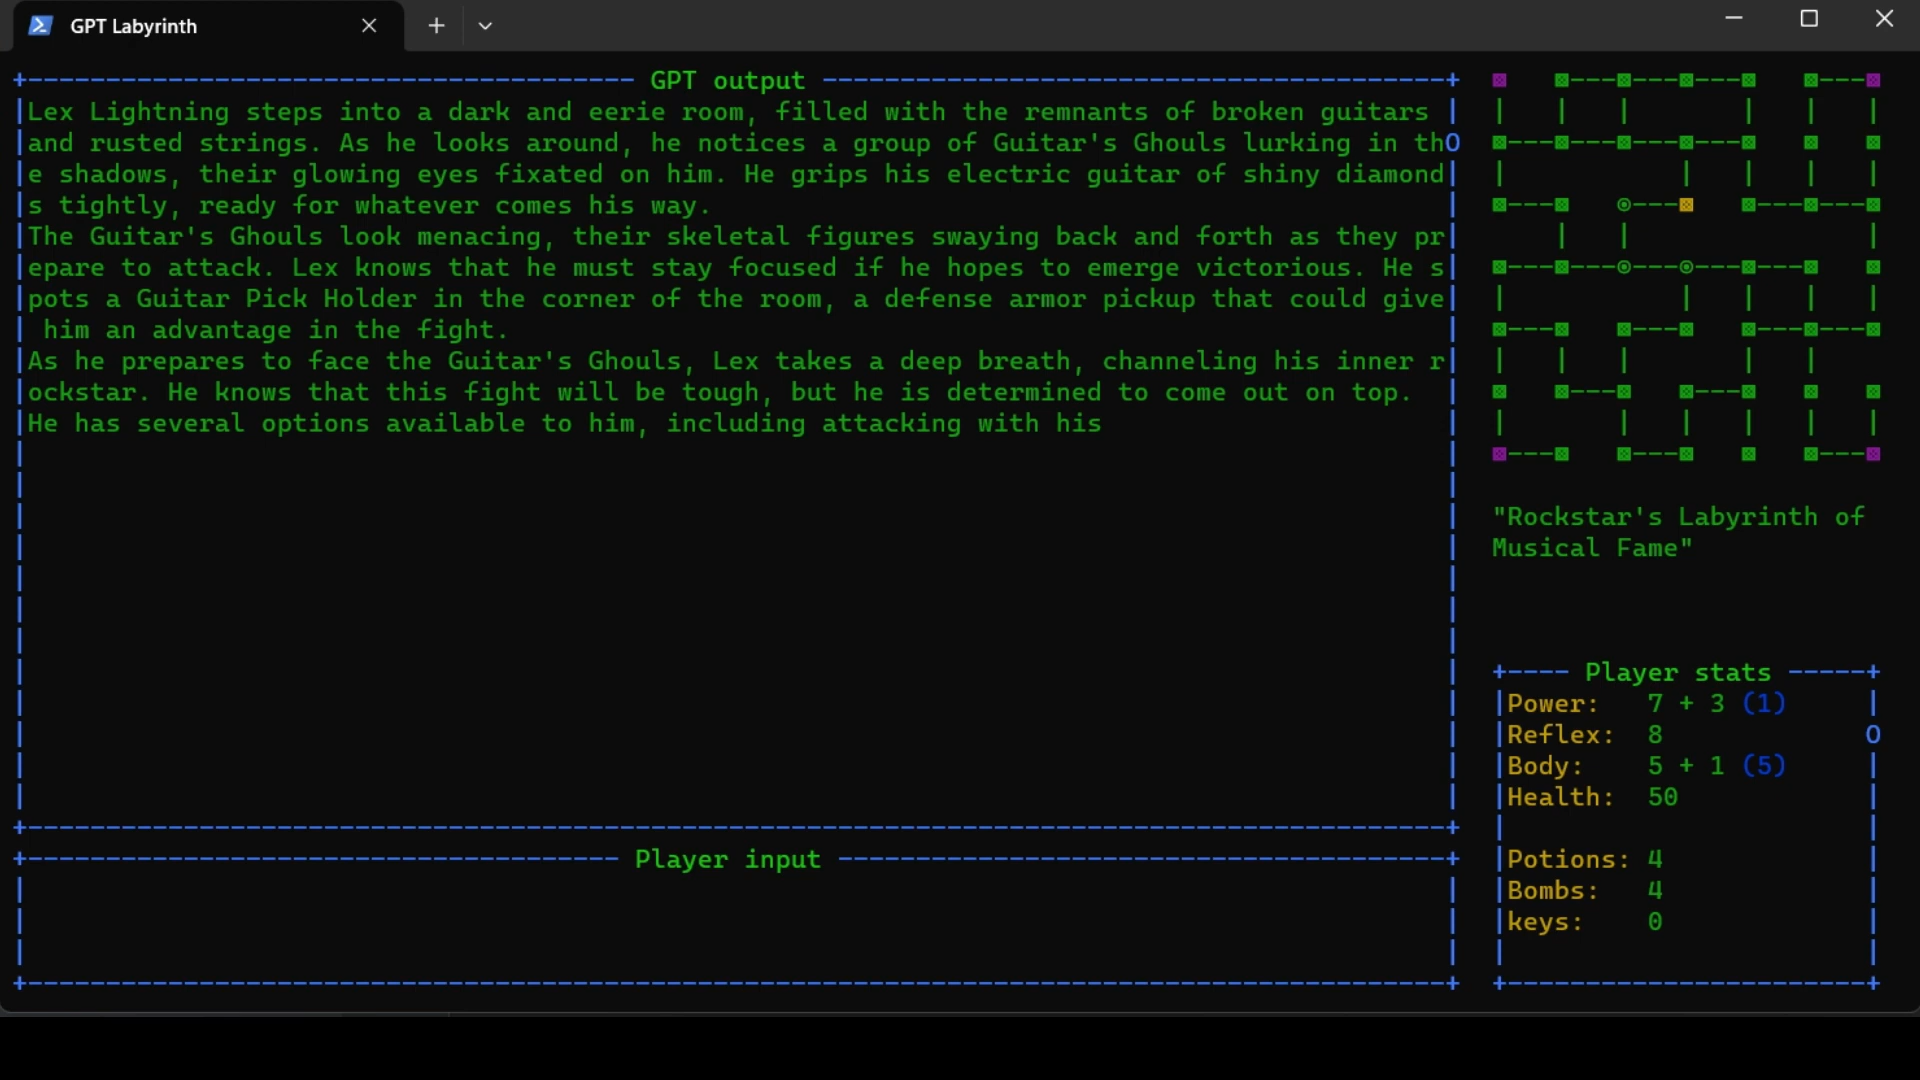 GPT Labyrinth
GPT output
Lex Lightning steps into a dark and eerie room, filled with the remnants of broken guitars
and rusted strings. As he looks around, he notices a group of Guitar's Ghouls lurking in th
e shadows, their glowing eyes fixated on him. He grips his electric guitar of shiny diamond
s tightly, ready for whatever comes his way.
The Guitar's Ghouls look menacing, their skeletal figures swaying back and forth as they pr
epare to attack. Lex knows that he must stay focused if he hopes to emerge victorious. He s
pots a Guitar Pick Holder in the corner of the room, a defense armor pickup that could give
him an advantage in the fight.
As he prepares to face the Guitar's Ghouls, Lex takes a deep breath, channeling his inner r
ockstar. He knows that this fight will be tough, but he is determined to come out on top.
He has several options available to him, including attacking with his
Player input
"Rockstar's Labyrinth of
Musical Fame"
Player stats
Power: 7 + 3 (1)
Reflex: 8
Body: 5 + 1 (5)
Health: 50
Potions: 4
Bombs: 4
keys: 0